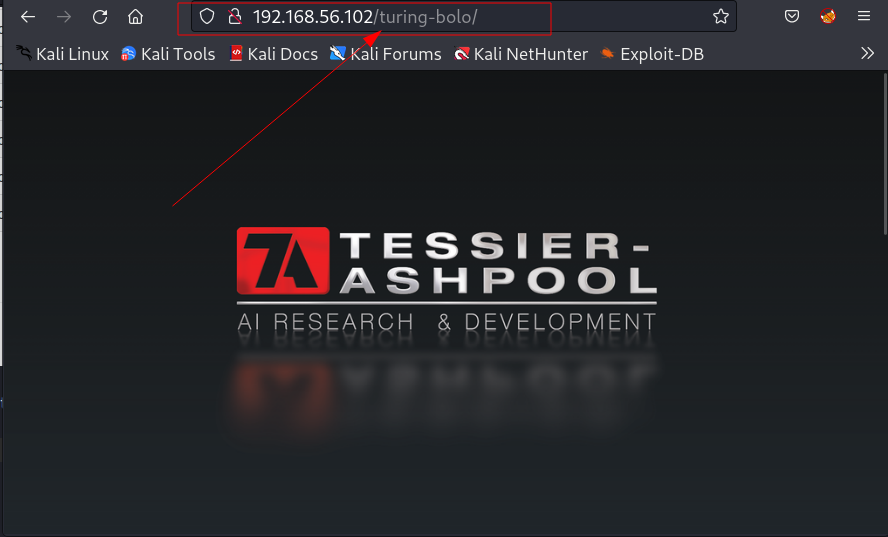 192.168.56.102/turing-bolo/
Kali Linux Kali Tools Kali Docs Kali Forums Kali NetHunter Exploit-DB
7A TESSIER-
ASHPOOL
AI RESEARCH & DEVELOPMENT